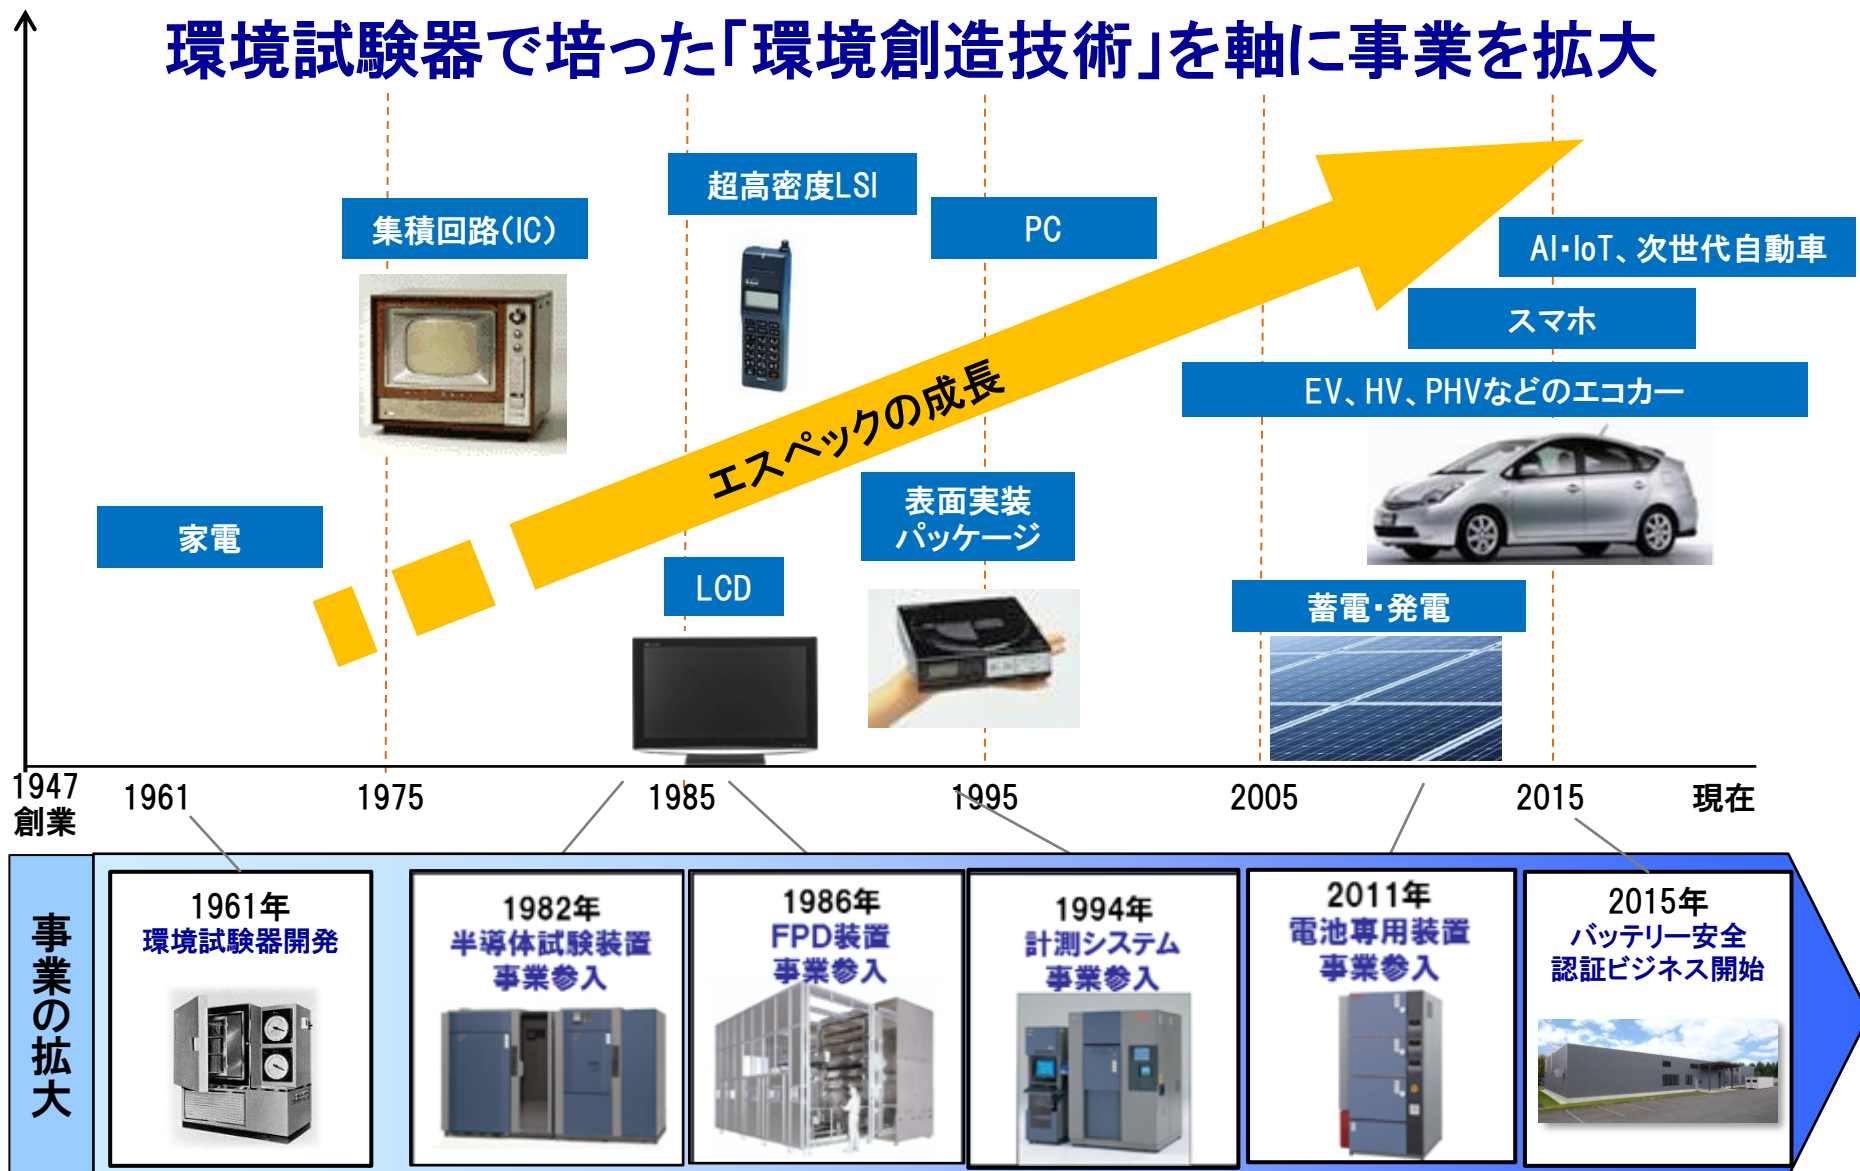 環境試験器で培った「環境創造技術」を軸に事業を拡大
超高密度LSI
集積回路(IC)
PC
AI・IoT、次世代自動車
スマホ
EV、HV、PHVなどのエコカー
エスペックの成長
表面実装
パッケージ
家電
LCD
蓄電・発電
1947
創業
1961
1975
1985
1995
2005
2015
現在
事業の拡大
1961年
環境試験器開発
1982年
半導体試験装置
事業参入
1986年
FPD装置
事業参入
1994年
計測システム
事業参入
2011年
電池専用装置
事業参入
2015年
バッテリー安全
認証ビジネス開始